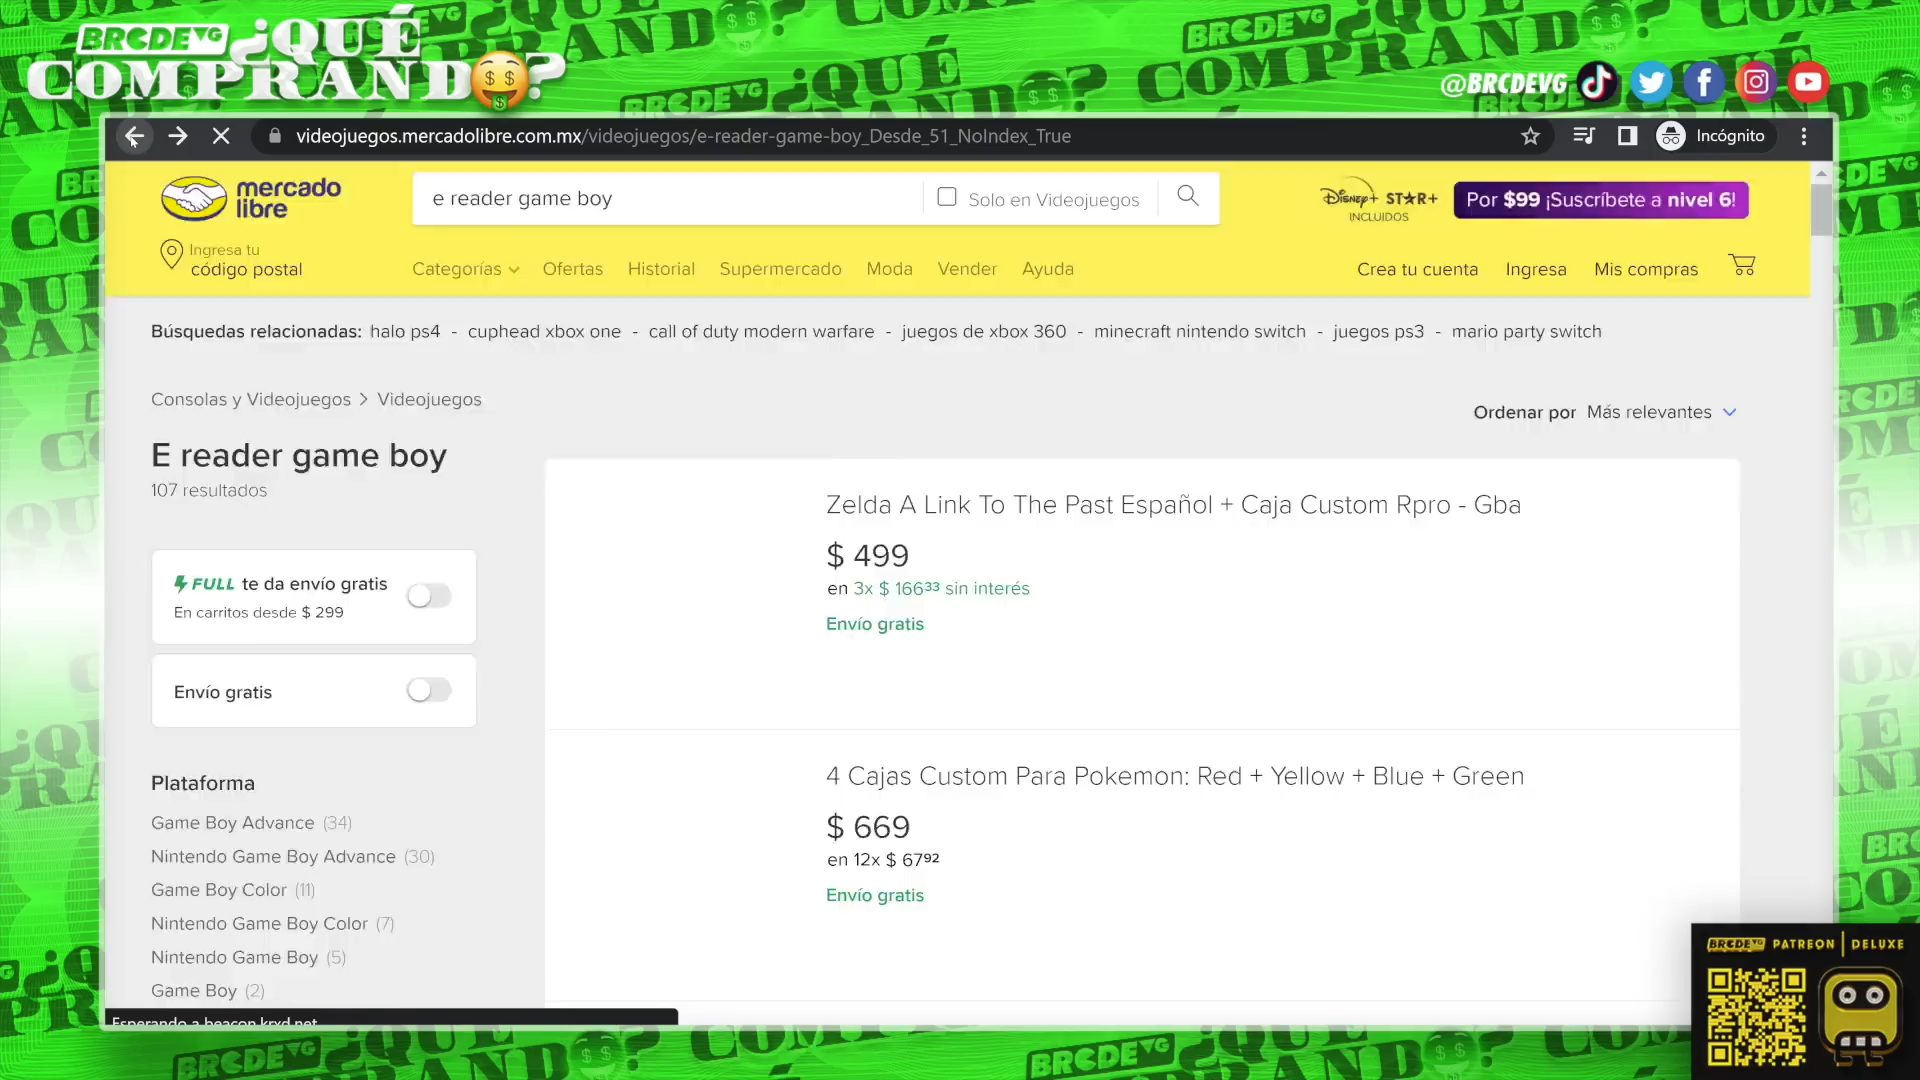 BRCDEVG ¿QUÉ
COMPRANDO?
@BRCDEVG
videojuegos.mercadolibre.com.mx/videojuegos/e-reader-game-boy_Desde_51_NoIndex_True
Incógnito
mercado
libre
e reader game boy
Solo en Videojuegos
Disney+ STAR+
INCLUIDOS
Por $99 ¡Suscríbete a nivel 6!
Ingresa tu
código postal
Categorías
Ofertas
Historial
Supermercado
Moda
Vender
Ayuda
Crea tu cuenta
Ingresa
Mis compras
Búsquedas relacionadas: halo ps4 - cuphead xbox one - call of duty modern warfare - juegos de xbox 360 - minecraft nintendo switch - juegos ps3 - mario party switch
Consolas y Videojuegos > Videojuegos
Ordenar por Más relevantes
E reader game boy
107 resultados
FULL te da envío gratis
En carritos desde $ 299
Envío gratis
Plataforma
Game Boy Advance (34)
Nintendo Game Boy Advance (30)
Game Boy Color (11)
Nintendo Game Boy Color (7)
Nintendo Game Boy (5)
Game Boy (2)
Zelda A Link To The Past Español + Caja Custom Rpro - Gba
$ 499
en 3x $ 166³³ sin interés
Envío gratis
4 Cajas Custom Para Pokemon: Red + Yellow + Blue + Green
$ 669
en 12x $ 67⁹²
Envío gratis
Esperando a beacon.krxd.net
BRCDEVG PATREON | DELUXE